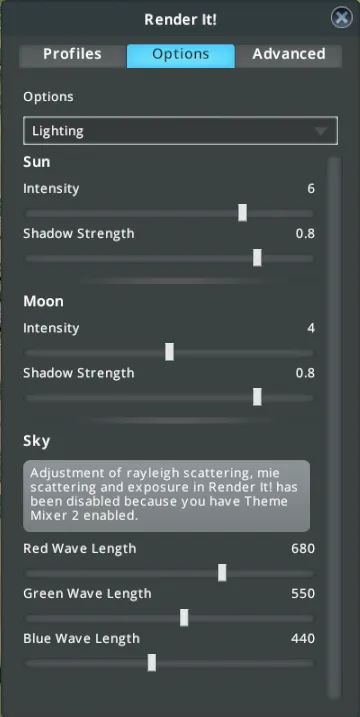 Render It!
Profiles Options Advanced
Options
Lighting
Sun
Intensity 6
Shadow Strength 0.8
Moon
Intensity 4
Shadow Strength 0.8
Sky
Adjustment of rayleigh scattering, mie
scattering and exposure in Render It! has
been disabled because you have Theme
Mixer 2 enabled.
Red Wave Length 680
Green Wave Length 550
Blue Wave Length 440